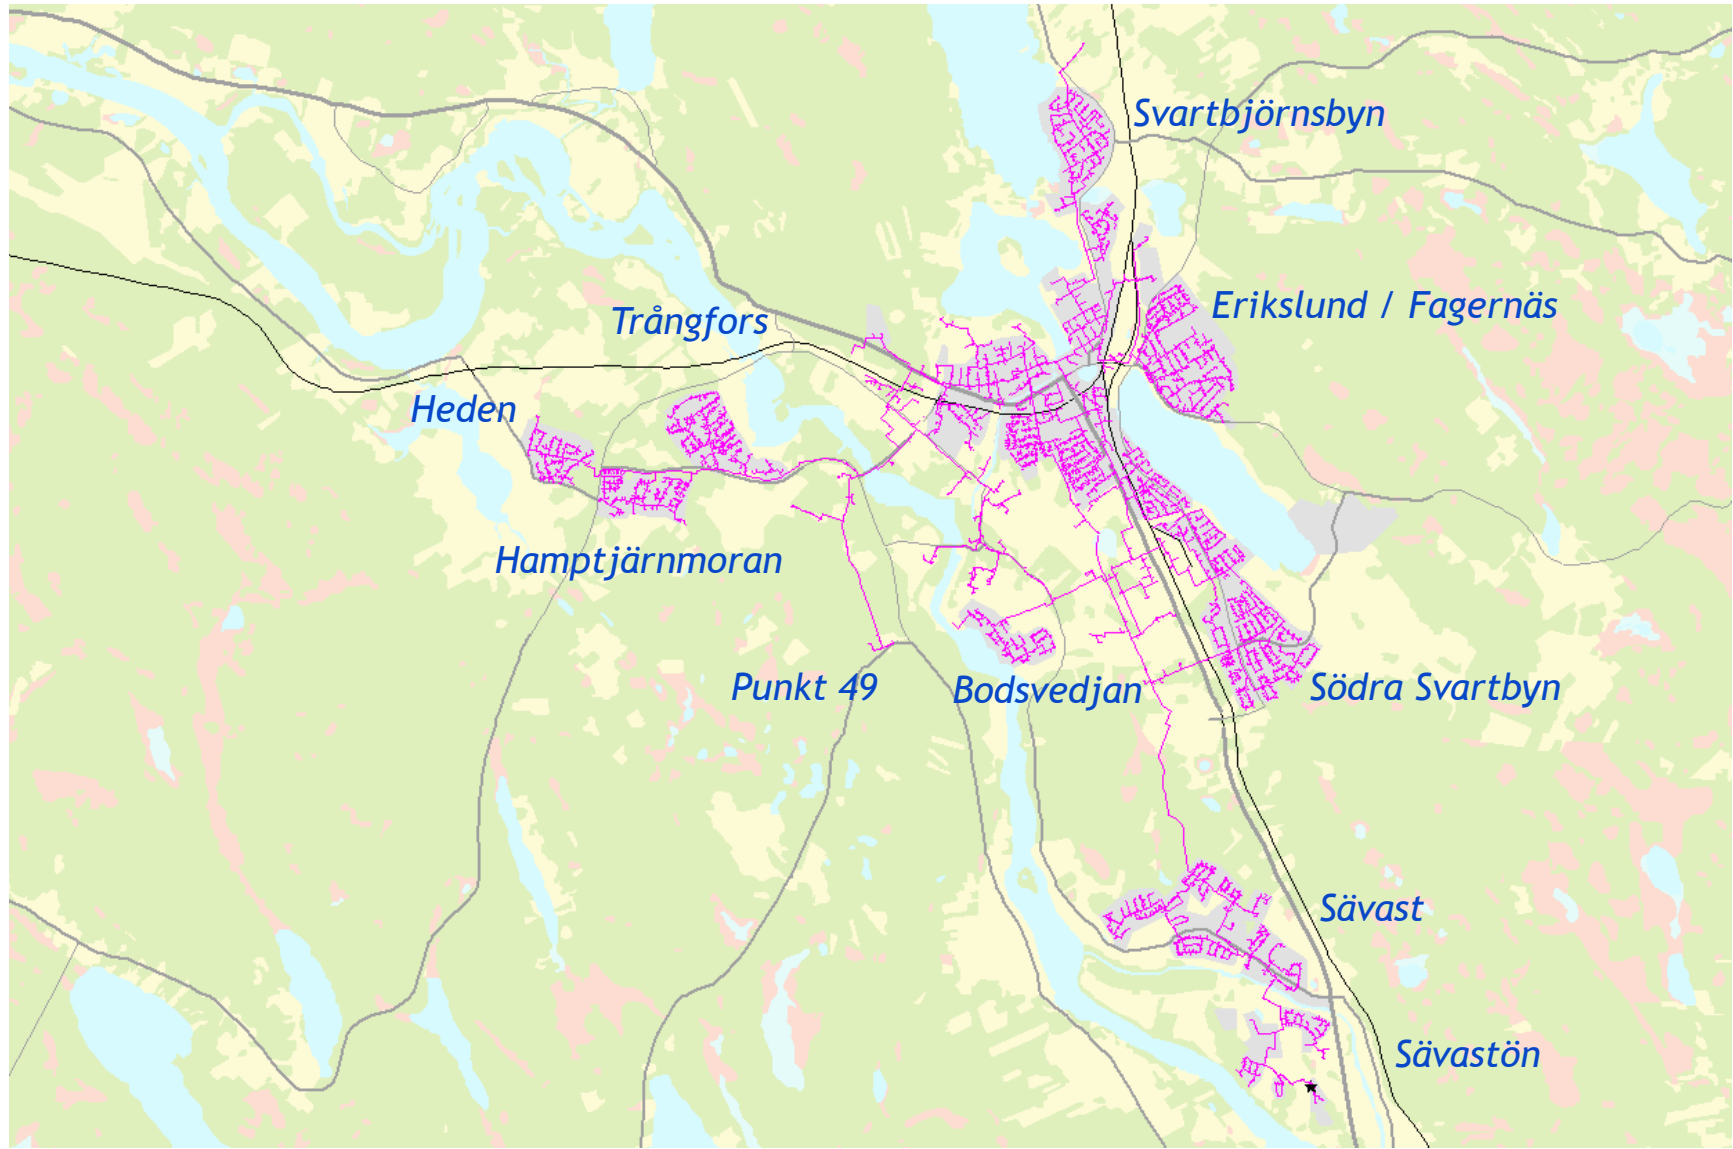 Svartbjörnsbyn
Erikslund / Fagernäs
Trångfors
Heden
Hamptjärnmoran
Punkt 49
Bodsvedjan
Södra Svartbyn
Sävast
Sävastön